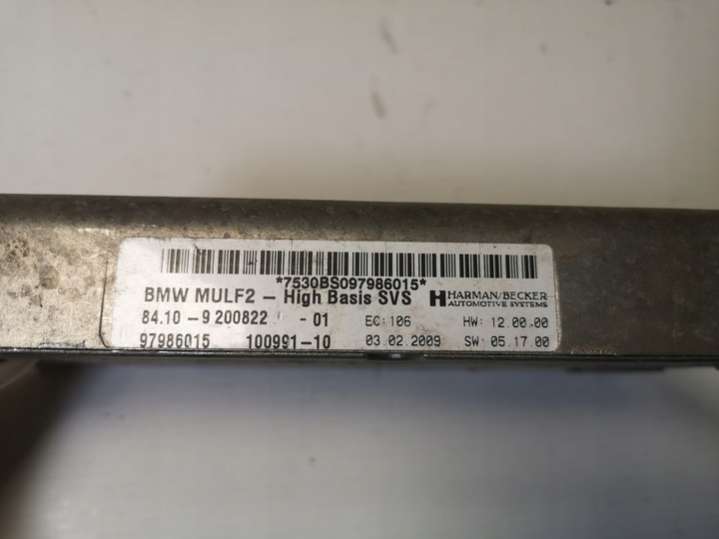 *7530BS097986015*
BMW MULF2 - High Basis SVS HARMAN/BECKER
AUTOMOTIVE SYSTEMS
84.10 - 9 200822 - 01 EC: 106 HW: 12.00.00
97986015 100991-10 03.02.2009 SW: 05.17.00